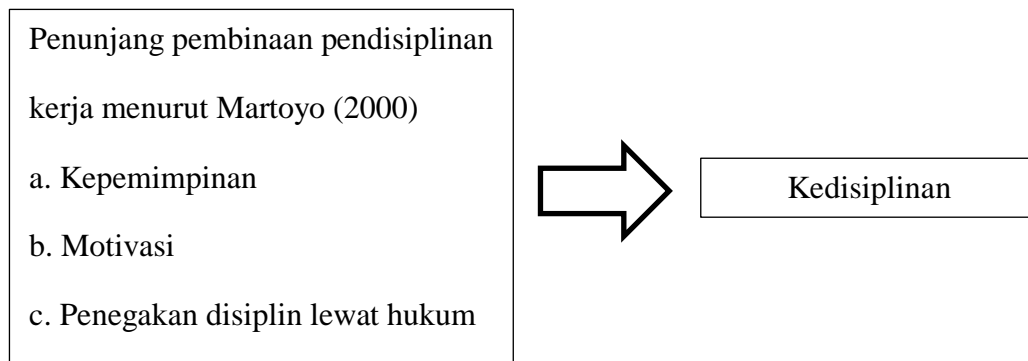 Penunjang pembinaan pendisiplinan
kerja menurut Martoyo (2000)
a. Kepemimpinan
b. Motivasi
c. Penegakan disiplin lewat hukum
Kedisiplinan